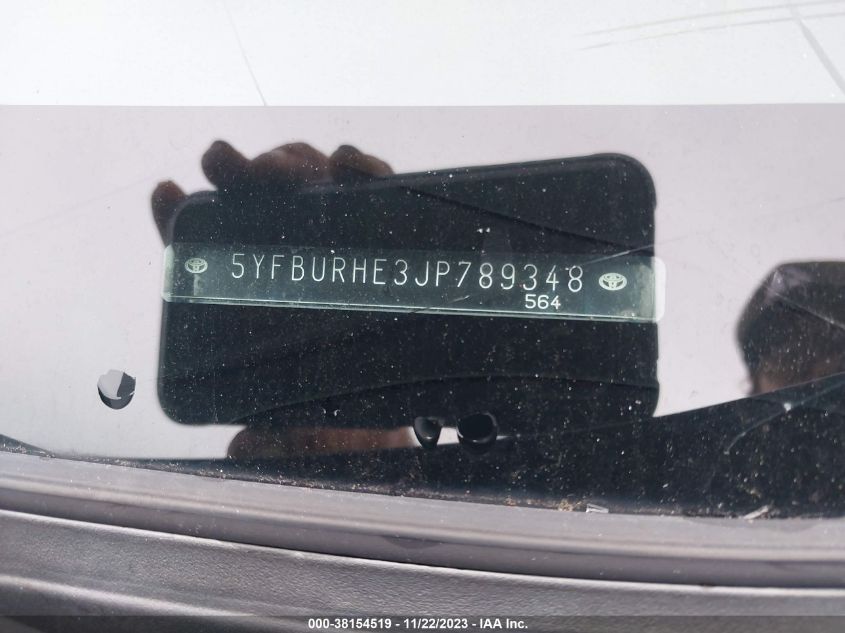 5YFBURHE3JP789348
564
000-38154519 - 11/22/2023 - IAA Inc.